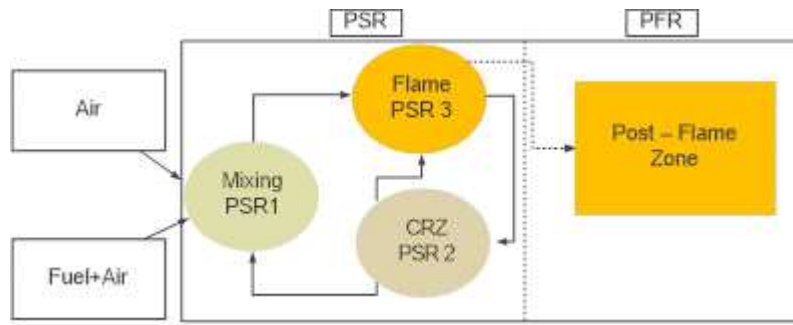 PSR
PFR
Air
Fuel+Air
Mixing
PSR1
Flame
PSR 3
CRZ
PSR 2
Post – Flame
Zone